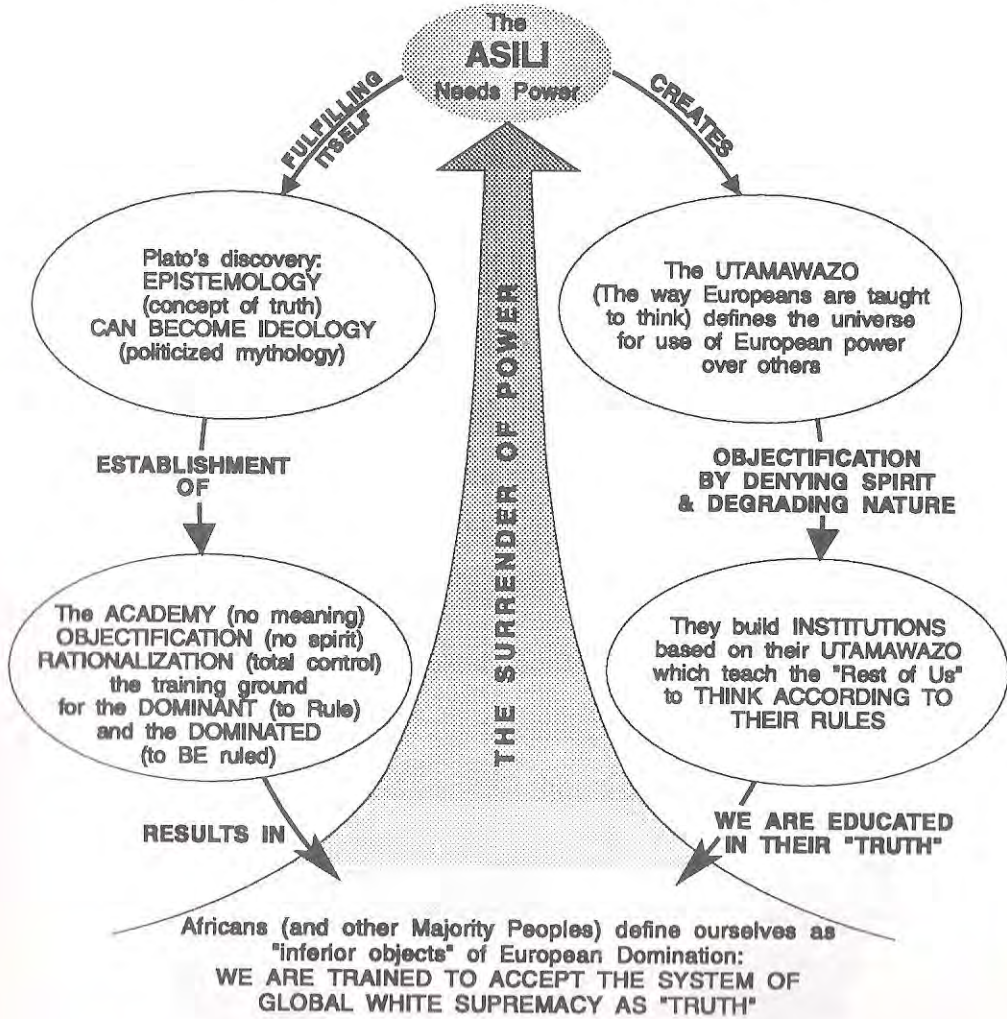 The
ASILI
Needs Power
FULFILLING
ITSELF
CREATES
Plato's discovery:
EPISTEMOLOGY
(concept of truth)
CAN BECOME IDEOLOGY
(politicized mythology)
The UTAMAWAZO
(The way Europeans are taught
to think) defines the universe
for use of European power
over others
THE SURRENDER OF POWER
ESTABLISHMENT
OF
OBJECTIFICATION
BY DENYING SPIRIT
& DEGRADING NATURE
The ACADEMY (no meaning)
OBJECTIFICATION (no spirit)
RATIONALIZATION (total control)
the training ground
for the DOMINANT (to Rule)
and the DOMINATED
(to BE ruled)
They build INSTITUTIONS
based on their UTAMAWAZO
which teach the "Rest of Us"
to THINK ACCORDING TO
THEIR RULES
RESULTS IN
WE ARE EDUCATED
IN THEIR "TRUTH"
Africans (and other Majority Peoples) define ourselves as
"inferior objects" of European Domination:
WE ARE TRAINED TO ACCEPT THE SYSTEM OF
GLOBAL WHITE SUPREMACY AS "TRUTH"